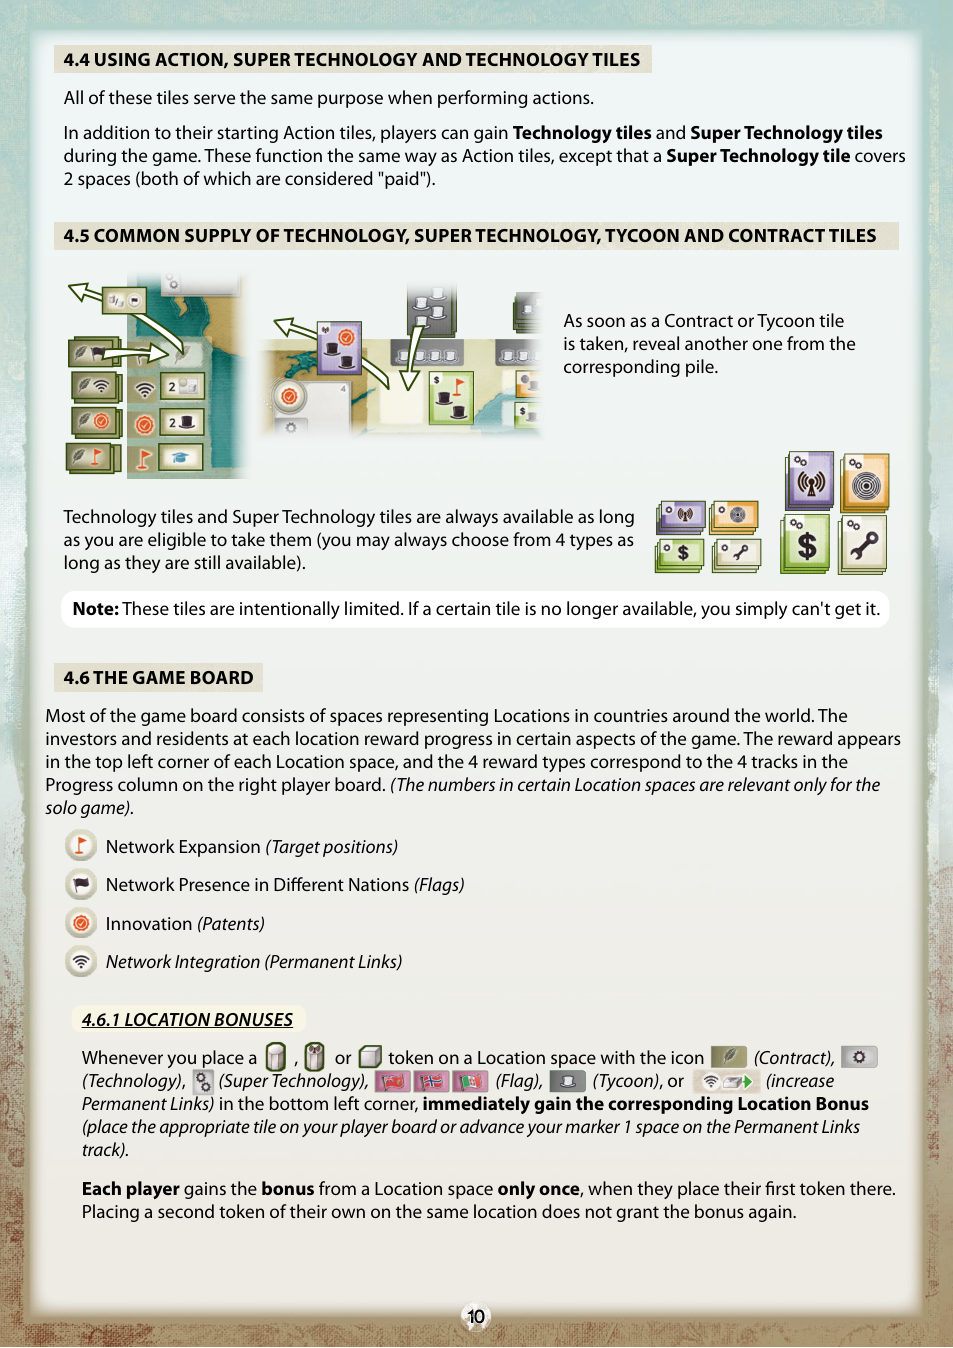 4.4 USING ACTION, SUPER TECHNOLOGY AND TECHNOLOGY TILES
All of these tiles serve the same purpose when performing actions.
In addition to their starting Action tiles, players can gain Technology tiles and Super Technology tiles
during the game. These function the same way as Action tiles, except that a Super Technology tile covers
2 spaces (both of which are considered "paid").
4.5 COMMON SUPPLY OF TECHNOLOGY, SUPER TECHNOLOGY, TYCOON AND CONTRACT TILES
2
2
4
$
$
As soon as a Contract or Tycoon tile
is taken, reveal another one from the
corresponding pile.
Technology tiles and Super Technology tiles are always available as long
as you are eligible to take them (you may always choose from 4 types as
long as they are still available).
$
$
Note: These tiles are intentionally limited. If a certain tile is no longer available, you simply can't get it.
4.6 THE GAME BOARD
Most of the game board consists of spaces representing Locations in countries around the world. The
investors and residents at each location reward progress in certain aspects of the game. The reward appears
in the top left corner of each Location space, and the 4 reward types correspond to the 4 tracks in the
Progress column on the right player board. (The numbers in certain Location spaces are relevant only for the
solo game).
Network Expansion (Target positions)
Network Presence in Different Nations (Flags)
Innovation (Patents)
Network Integration (Permanent Links)
4.6.1 LOCATION BONUSES
Whenever you place a , or token on a Location space with the icon (Contract),
(Technology), (Super Technology), (Flag), (Tycoon), or (increase
Permanent Links) in the bottom left corner, immediately gain the corresponding Location Bonus
(place the appropriate tile on your player board or advance your marker 1 space on the Permanent Links
track).
Each player gains the bonus from a Location space only once, when they place their first token there.
Placing a second token of their own on the same location does not grant the bonus again.
10